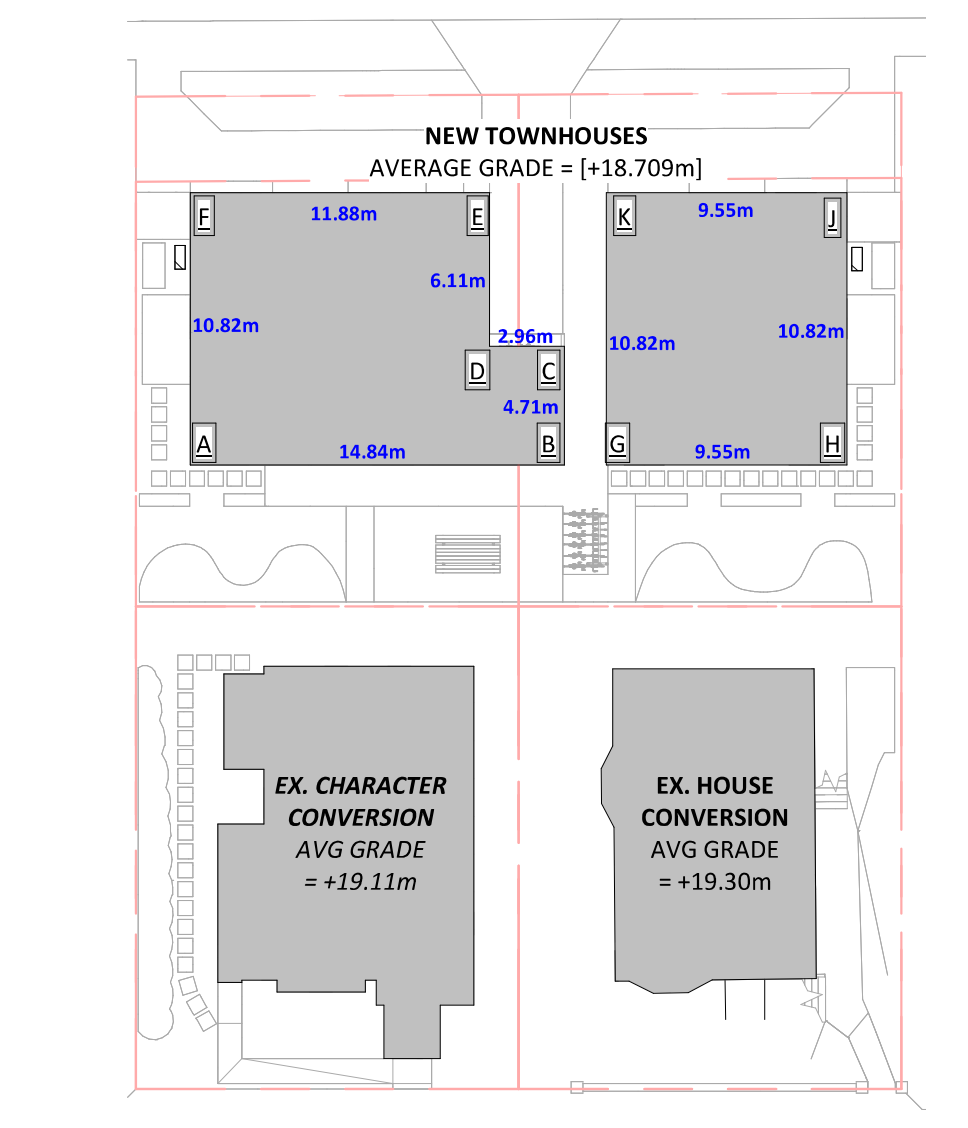 NEW TOWNHOUSES
AVERAGE GRADE = [+18.709m]
F
11.88m
E
K
9.55m
J
6.11m
10.82m
2.96m
10.82m
10.82m
D
C
4.71m
A
14.84m
B
G
9.55m
H
EX. CHARACTER
CONVERSION
AVG GRADE
= +19.11m
EX. HOUSE
CONVERSION
AVG GRADE
= +19.30m